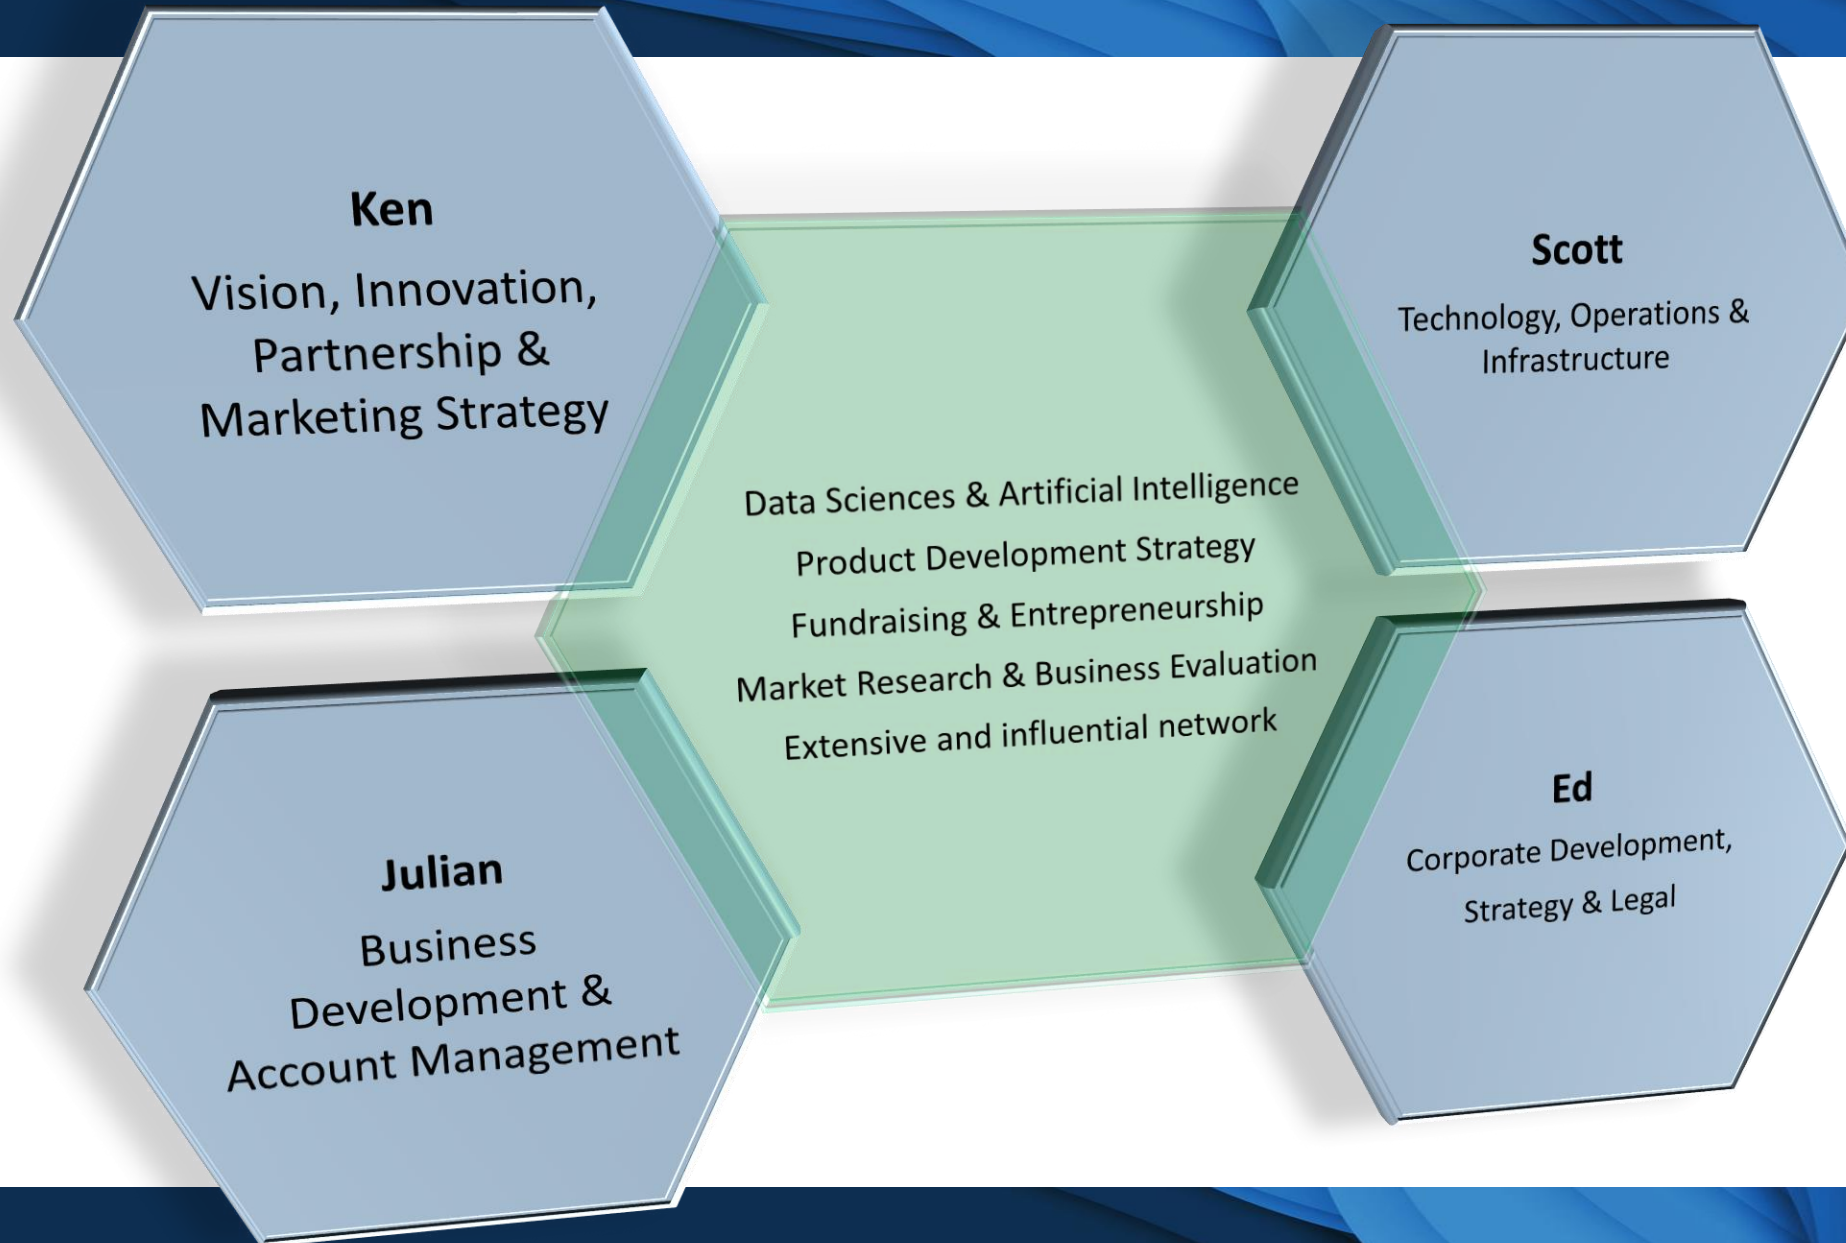 Ken
Vision, Innovation,
Partnership &
Marketing Strategy
Scott
Technology, Operations &
Infrastructure
Data Sciences & Artificial Intelligence
Product Development Strategy
Fundraising & Entrepreneurship
Market Research & Business Evaluation
Extensive and influential network
Julian
Business
Development &
Account Management
Ed
Corporate Development,
Strategy & Legal